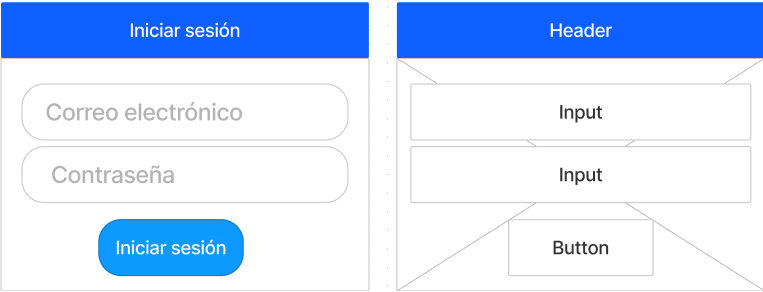 Iniciar sesión
Correo electrónico
Contraseña
Iniciar sesión
Header
Input
Input
Button